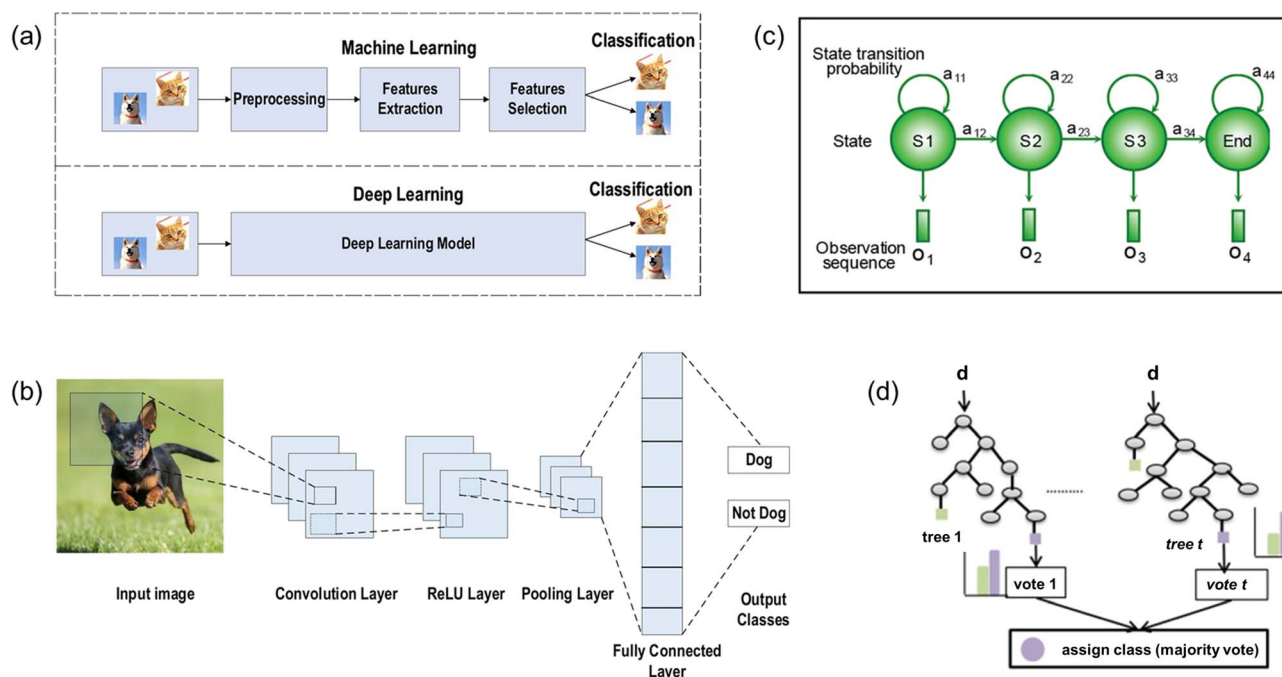 (a)
Machine Learning
Classification
Preprocessing
Features
Extraction
Features
Selection
Deep Learning
Classification
Deep Learning Model
(b)
Input image
Convolution Layer
ReLU Layer
Pooling Layer
Fully Connected
Layer
Dog
Not Dog
Output
Classes
(c)
State transition
probability
a11
a22
a33
a44
State
S1
a12
S2
a23
S3
a34
End
Observation
sequence
O1
O2
O3
O4
(d)
d
d
..........
tree 1
tree t
vote 1
vote t
assign class (majority vote)